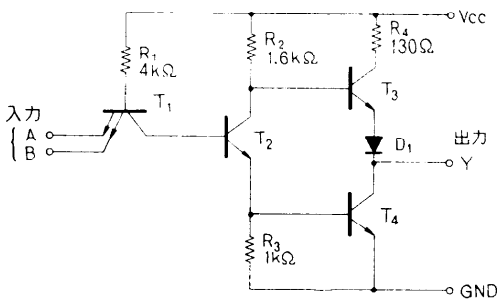 Vcc
R₁
4kΩ
R₂
1.6kΩ
R₄
130Ω
T₁
T₃
入力
A
B
T₂
D₁
出力
Y
T₄
R₃
1kΩ
GND